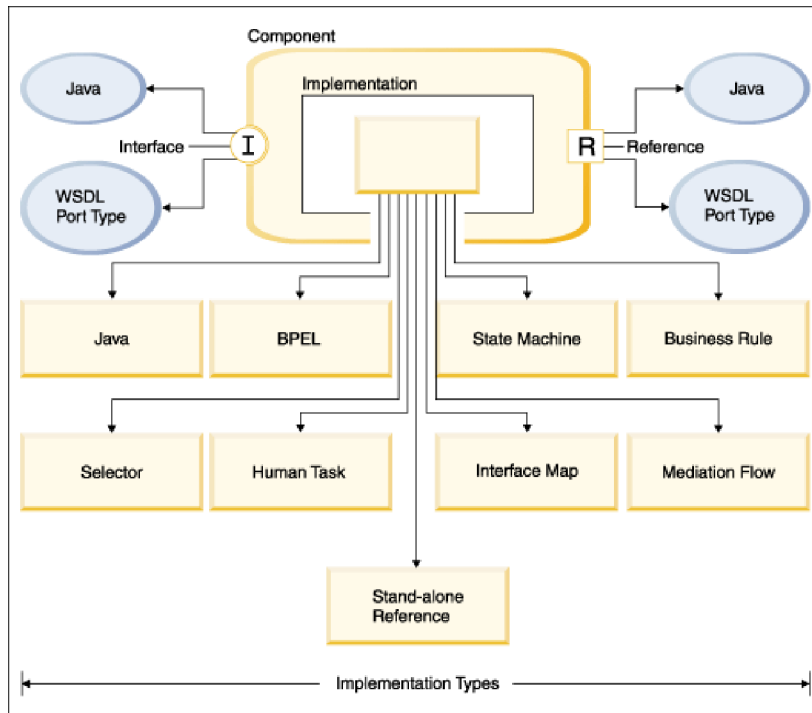 Component
Implementation
Java
Java
Interface
I
R
Reference
WSDL
Port Type
WSDL
Port Type
Java
BPEL
State Machine
Business Rule
Selector
Human Task
Interface Map
Mediation Flow
Stand-alone
Reference
Implementation Types